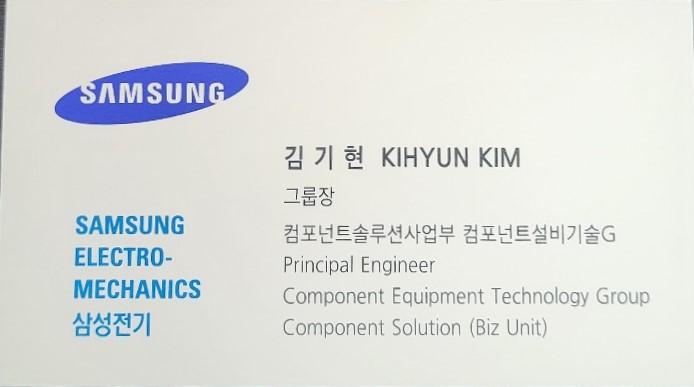 SAMSUNG
김 기 현 KIHYUN KIM
그룹장
컴포넌트솔루션사업부 컴포넌트설비기술G
Principal Engineer
Component Equipment Technology Group
Component Solution (Biz Unit)
SAMSUNG
ELECTRO-
MECHANICS
삼성전기